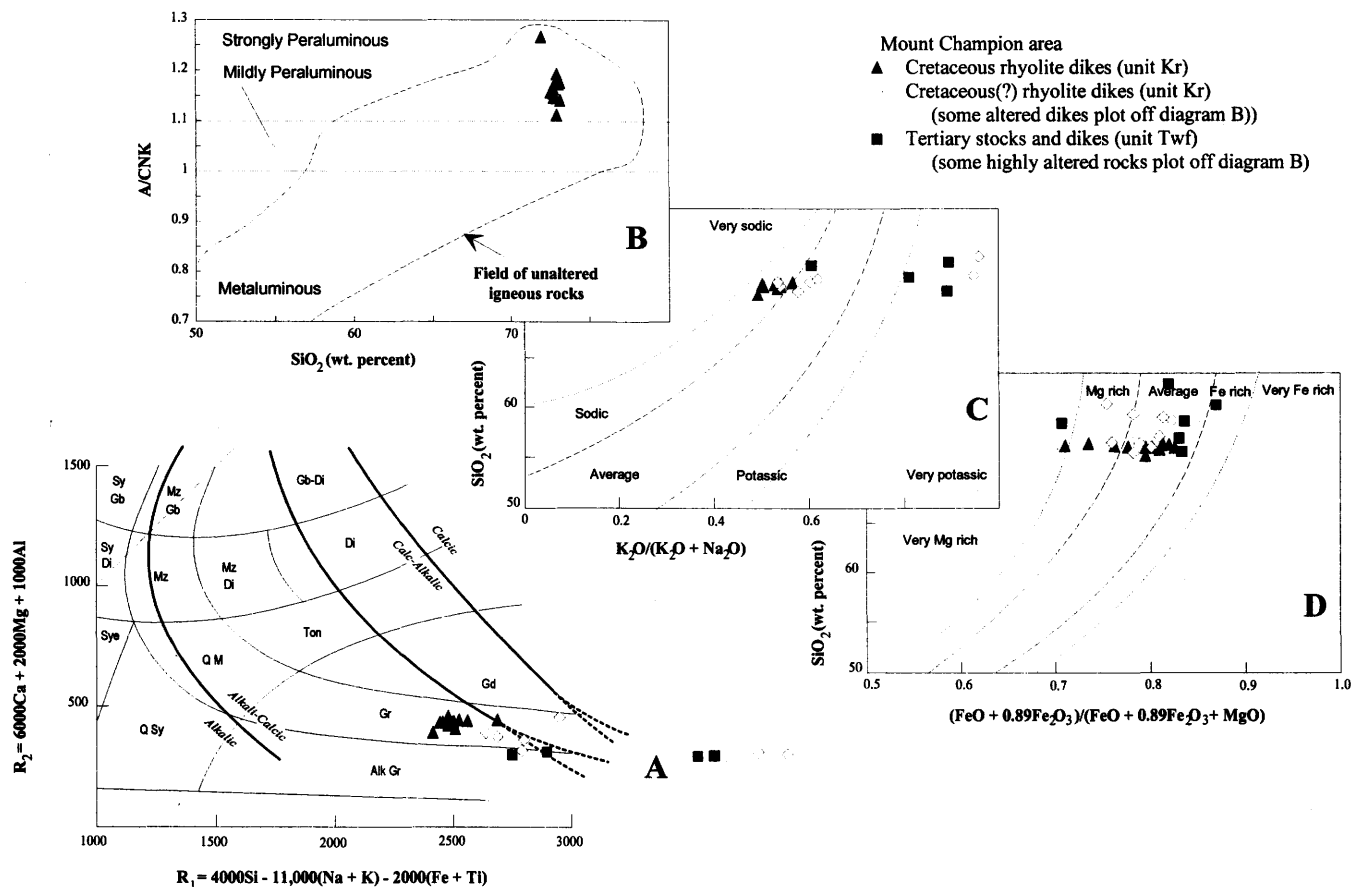 Mount Champion area
Cretaceous rhyolite dikes (unit Kr)
Cretaceous(?) rhyolite dikes (unit Kr)
(some altered dikes plot off diagram B))
Tertiary stocks and dikes (unit Twf)
(some highly altered rocks plot off diagram B)
1.3
1.2
1.1
1
0.9
0.8
0.7
A/CNK
Strongly Peraluminous
Mildly Peraluminous
Metaluminous
Field of unaltered
igneous rocks
B
50
60
70
SiO₂ (wt. percent)
Very sodic
Sodic
Average
Potassic
Very potassic
C
70
60
50
SiO₂ (wt. percent)
0
0.2
0.4
0.6
K₂O/(K₂O + Na₂O)
Mg rich
Average
Fe rich
Very Fe rich
Very Mg rich
D
60
50
SiO₂ (wt. percent)
0.5
0.6
0.7
0.8
0.9
1.0
(FeO + 0.89Fe₂O₃)/(FeO + 0.89Fe₂O₃ + MgO)
1500
1000
500
R₂ = 6000Ca + 2000Mg + 1000Al
Sy
Gb
Mz
Gb
Gb-Di
Sy
Di
Mz
Mz
Di
Di
Calcic
Calc-Alkalic
Sye
Q M
Ton
Gd
Q Sy
Alkali-Calcic
Alkalic
Gr
Alk Gr
A
1000
1500
2000
2500
3000
R₁ = 4000Si - 11,000(Na + K) - 2000(Fe + Ti)